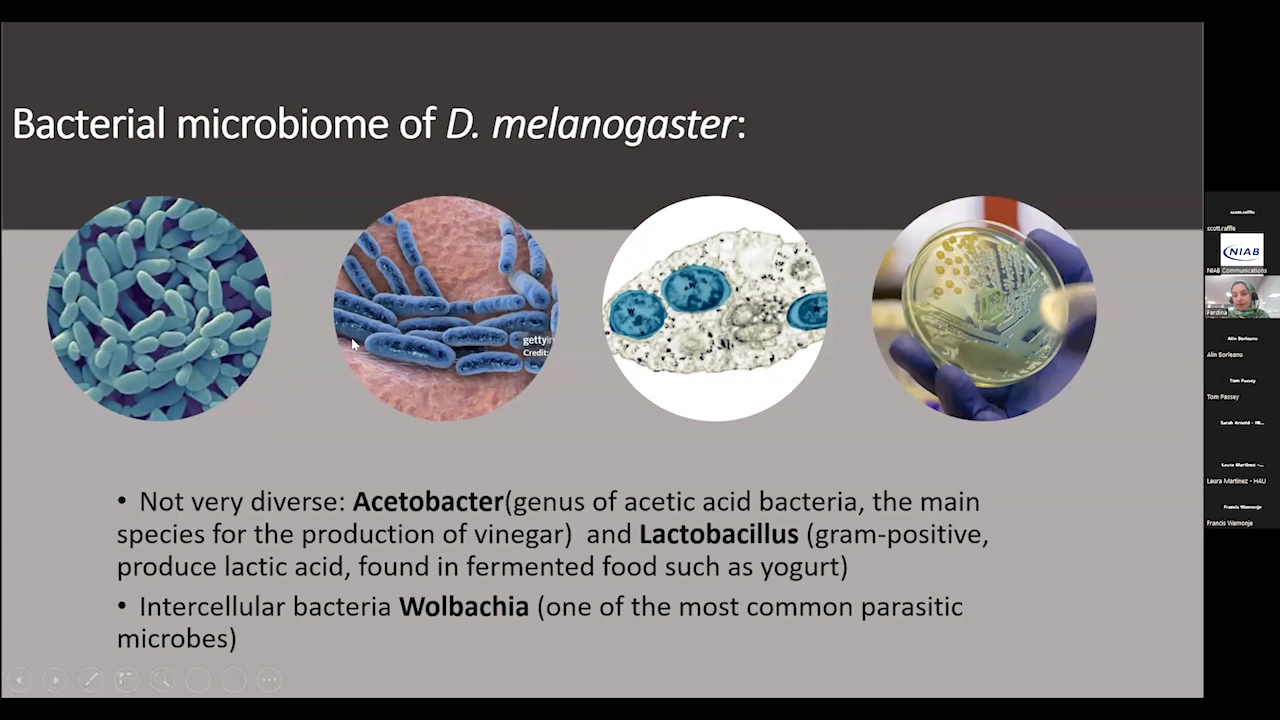 Bacterial microbiome of D. melanogaster:
getty
Credit:
W
W
• Not very diverse: Acetobacter(genus of acetic acid bacteria, the main
species for the production of vinegar)  and Lactobacillus (gram-positive,
produce lactic acid, found in fermented food such as yogurt)
• Intercellular bacteria Wolbachia (one of the most common parasitic
microbes)
scott.raffle
scott.raffle
NIAB
NIAB Communications
Fardina
Alin Borleanu
Alin Borleanu
Tom Passey
Tom Passey
Sarah Arnold - NI...
Laura Martinez -...
Laura Martinez - HAU
Francis Wamonje
Francis Wamonje